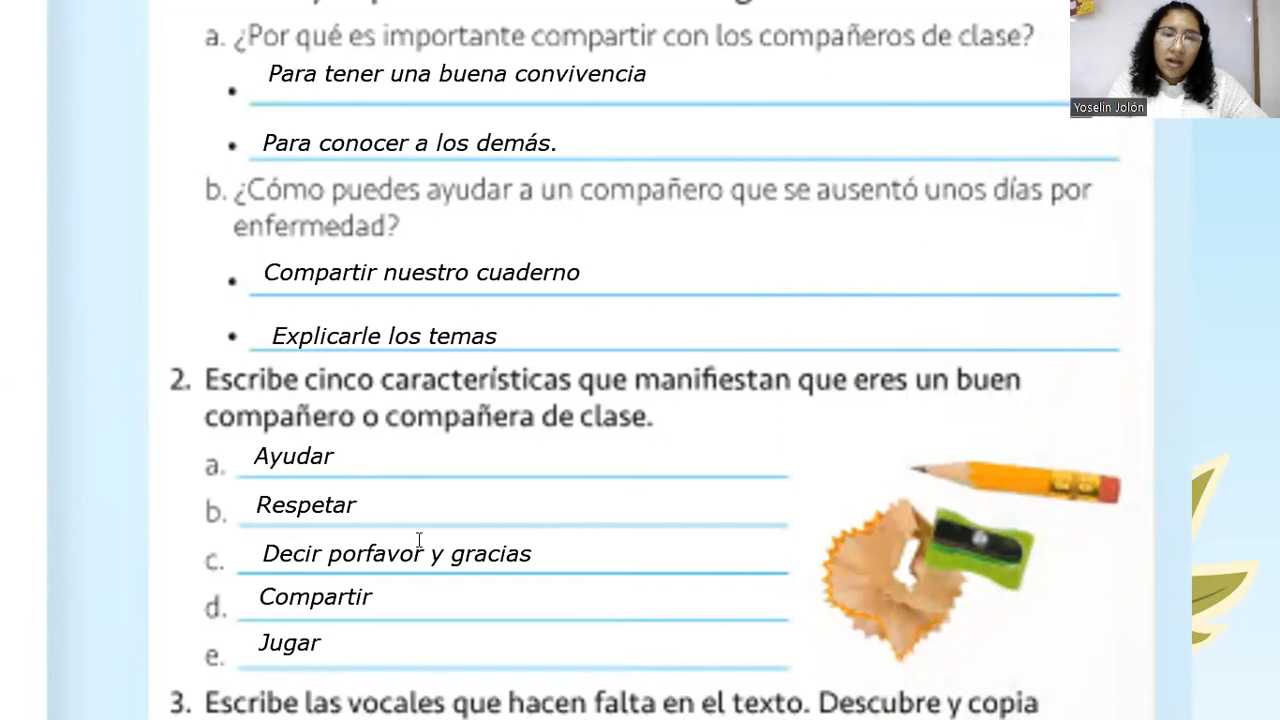 a. ¿Por qué es importante compartir con los compañeros de clase?
Para tener una buena convivencia
Yoselin Jolón
• Para conocer a los demás.
b. ¿Cómo puedes ayudar a un compañero que se ausentó unos días por
enfermedad?
• Compartir nuestro cuaderno
• Explicarle los temas
2. Escribe cinco características que manifiestan que eres un buen
compañero o compañera de clase.
a. Ayudar
b. Respetar
c. Decir porfavor y gracias
d. Compartir
e. Jugar
3. Escribe las vocales que hacen falta en el texto. Descubre y copia